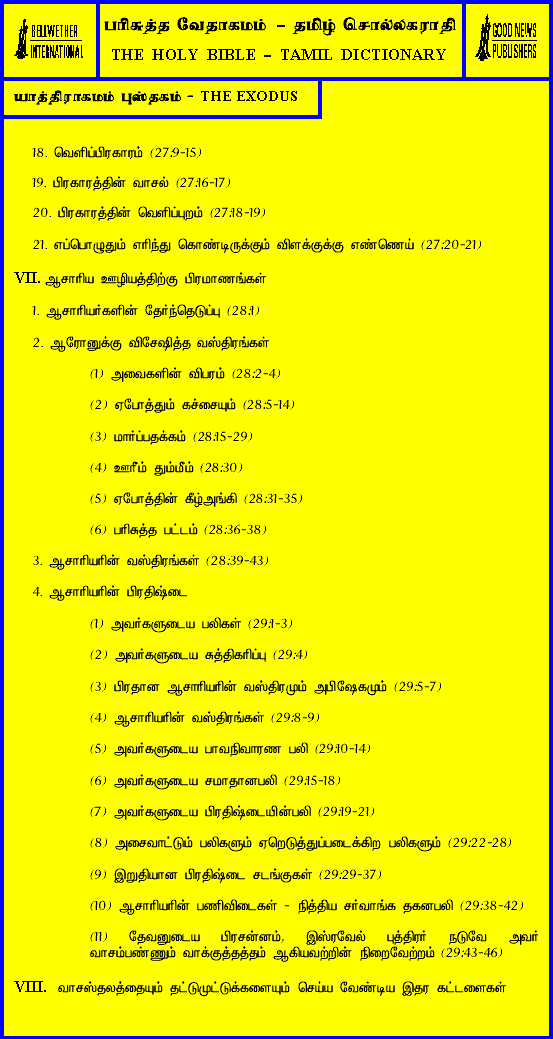 BELLWETHER
INTERNATIONAL
பரிசுத்த வேதாகமம் – தமிழ் சொல்லகராதி
THE HOLY BIBLE – TAMIL DICTIONARY
GOOD NEWS
PUBLISHERS
யாத்திராகமம் புஸ்தகம் – THE EXODUS
18. வெளிப்பிரகாரம் (27:9-15)
19. பிரகாரத்தின் வாசல் (27:16-17)
20. பிரகாரத்தின் வெளிப்புறம் (27:18-19)
21. எப்பொழுதும் எரிந்து கொண்டிருக்கும் விளக்குக்கு எண்ணெய் (27:20-21)
VII. ஆசாரிய ஊழியத்திற்கு பிரமாணங்கள்
1. ஆசாரியர்களின் தேர்ந்தெடுப்பு (28:1)
2. ஆரோனுக்கு விசேஷித்த வஸ்திரங்கள்
(1) அவைகளின் விபரம் (28:2-4)
(2) ஏபோத்தும் கச்சையும் (28:5-14)
(3) மார்ப்பதக்கம் (28:15-29)
(4) ஊரீம் தும்மீம் (28:30)
(5) ஏபோத்தின் கீழ்அங்கி (28:31-35)
(6) பரிசுத்த பட்டம் (28:36-38)
3. ஆசாரியரின் வஸ்திரங்கள் (28:39-43)
4. ஆசாரியரின் பிரதிஷ்டை
(1) அவர்களுடைய பலிகள் (29:1-3)
(2) அவர்களுடைய சுத்திகரிப்பு (29:4)
(3) பிரதான ஆசாரியரின் வஸ்திரமும் அபிஷேகமும் (29:5-7)
(4) ஆசாரியரின் வஸ்திரங்கள் (29:8-9)
(5) அவர்களுடைய பாவநிவாரண பலி (29:10-14)
(6) அவர்களுடைய சமாதானபலி (29:15-18)
(7) அவர்களுடைய பிரதிஷ்டையின்பலி (29:19-21)
(8) அசைவாட்டும் பலிகளும் ஏறெடுத்துப்படைக்கிற பலிகளும் (29:22-28)
(9) இறுதியான பிரதிஷ்டை சடங்குகள் (29:29-37)
(10) ஆசாரியரின் பணிவிடைகள் - நித்திய சர்வாங்க தகனபலி (29:38-42)
(11) தேவனுடைய பிரசன்னம், இஸ்ரவேல் புத்திரர் நடுவே அவர்
வாசம்பண்ணும் வாக்குத்தத்தம் ஆகியவற்றின் நிறைவேற்றம் (29:43-46)
VIII. வாசஸ்தலத்தையும் தட்டுமுட்டுக்களையும் செய்ய வேண்டிய இதர கட்டளைகள்